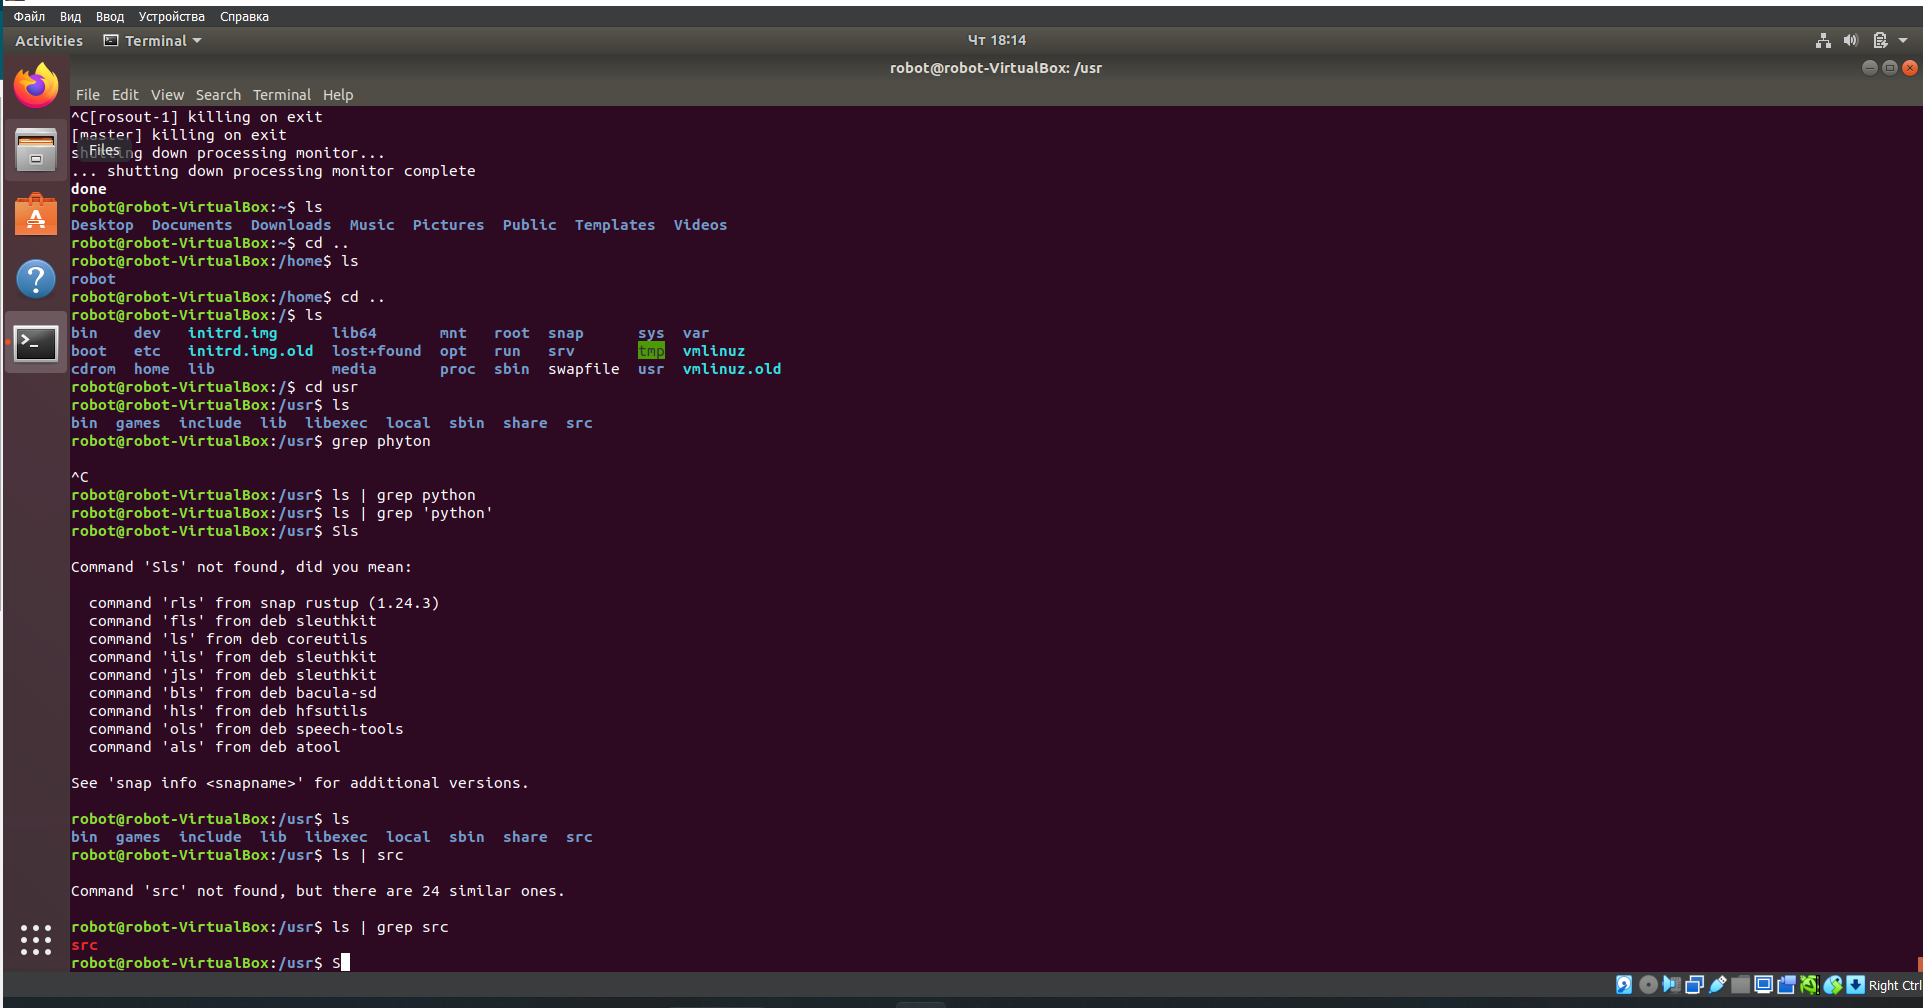 Файл Вид Ввод Устройства Справка
Activities Terminal Чт 18:14
robot@robot-VirtualBox: /usr
File Edit View Search Terminal Help
^C[rosout-1] killing on exit
[master] killing on exit
shutting down processing monitor...
Files
... shutting down processing monitor complete
done
robot@robot-VirtualBox:~$ ls
Desktop Documents Downloads Music Pictures Public Templates Videos
robot@robot-VirtualBox:~$ cd ..
robot@robot-VirtualBox:/home$ ls
robot
robot@robot-VirtualBox:/home$ cd ..
robot@robot-VirtualBox:/$ ls
bin dev initrd.img lib64 mnt root snap sys var
boot etc initrd.img.old lost+found opt run srv tmp vmlinuz
cdrom home lib media proc sbin swapfile usr vmlinuz.old
robot@robot-VirtualBox:/$ cd usr
robot@robot-VirtualBox:/usr$ ls
bin games include lib libexec local sbin share src
robot@robot-VirtualBox:/usr$ grep phyton
^C
robot@robot-VirtualBox:/usr$ ls | grep python
robot@robot-VirtualBox:/usr$ ls | grep 'python'
robot@robot-VirtualBox:/usr$ Sls
Command 'Sls' not found, did you mean:
command 'rls' from snap rustup (1.24.3)
command 'fls' from deb sleuthkit
command 'ls' from deb coreutils
command 'ils' from deb sleuthkit
command 'jls' from deb sleuthkit
command 'bls' from deb bacula-sd
command 'hls' from deb hfsutils
command 'ols' from deb speech-tools
command 'als' from deb atool
See 'snap info <snapname>' for additional versions.
robot@robot-VirtualBox:/usr$ ls
bin games include lib libexec local sbin share src
robot@robot-VirtualBox:/usr$ ls | src
Command 'src' not found, but there are 24 similar ones.
robot@robot-VirtualBox:/usr$ ls | grep src
src
robot@robot-VirtualBox:/usr$ S
Right Ctrl